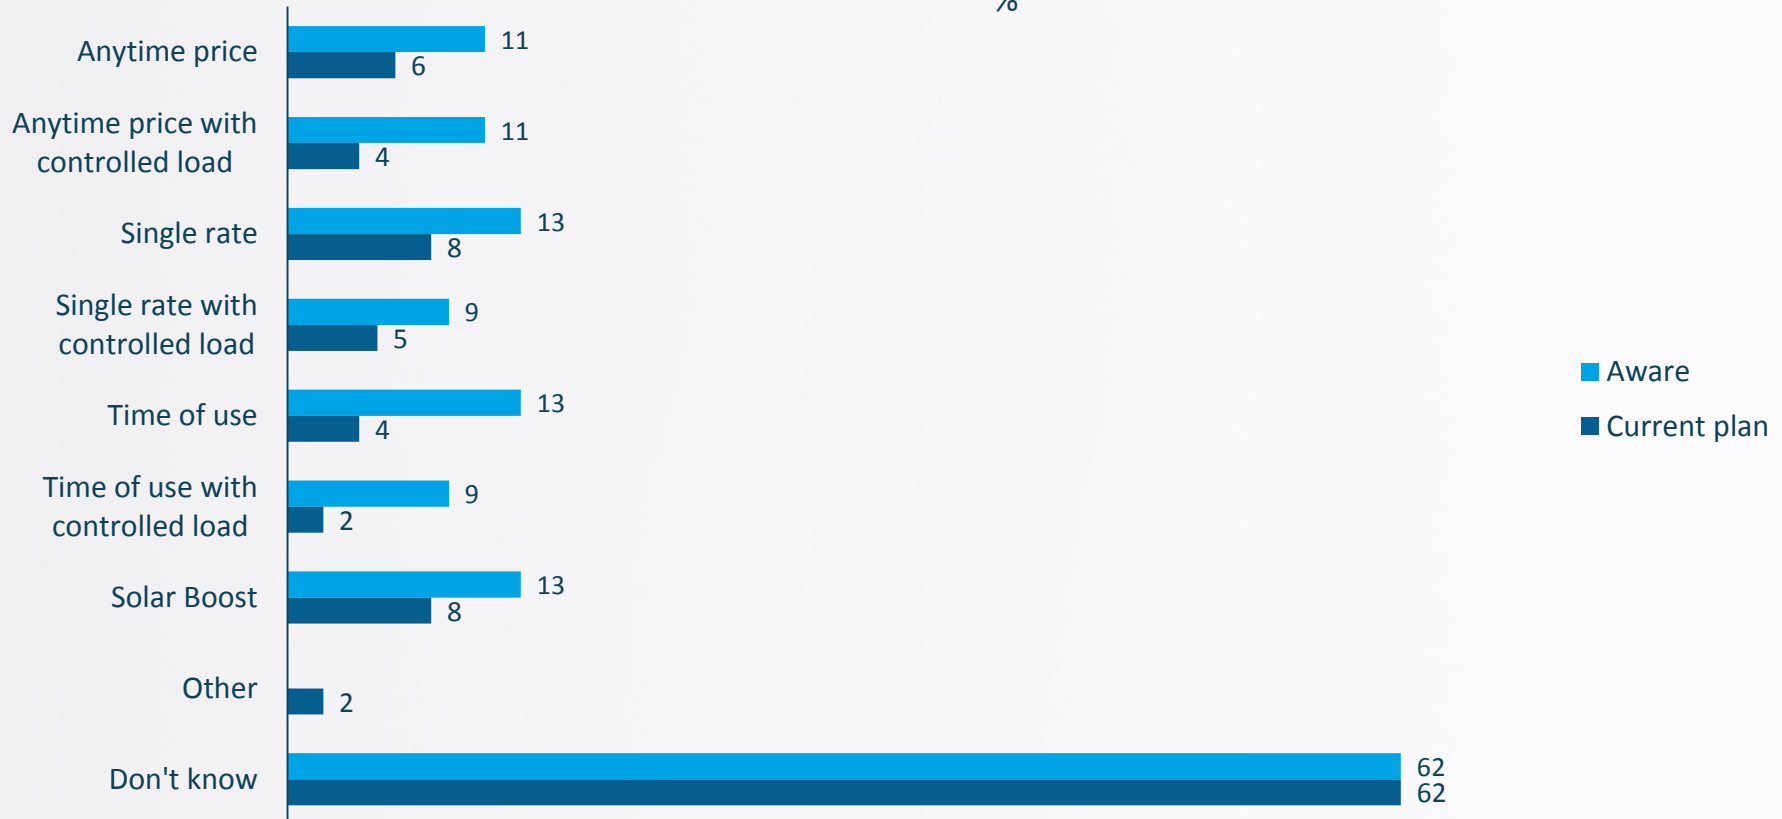 %
Anytime price
11
6
Anytime price with
controlled load
11
4
Single rate
13
8
Single rate with
controlled load
9
5
Time of use
13
4
Time of use with
controlled load
9
2
Solar Boost
13
8
Other
2
Don't know
62
62
Aware
Current plan